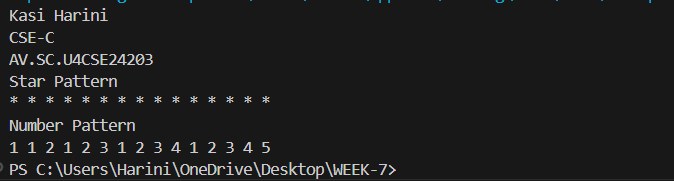 Kasi Harini
CSE-C
AV.SC.U4CSE24203
Star Pattern
* * * * * * * * * * * * * * *
Number Pattern
1 1 2 1 2 3 1 2 3 4 1 2 3 4 5
PS C:\Users\Harini\OneDrive\Desktop\WEEK-7>